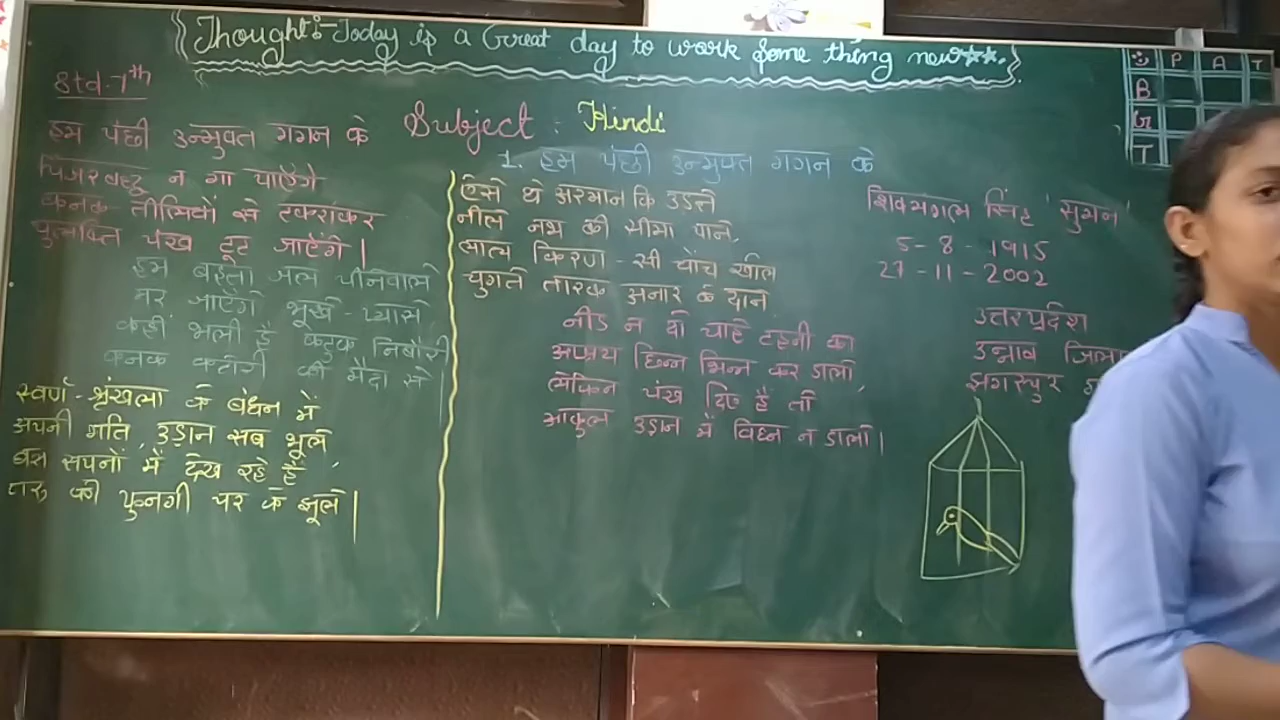 Thought:- Today is a Great day to work some thing new
P A T
B
G
T
Std. 7th
Subject : Hindi
1. हम पंछी उन्मुक्त गगन के
हम पंछी उन्मुक्त गगन के
पिंजरबद्ध न गा पाएँगे
कनक-तीलियों से टकराकर
पुलकित पंख टूट जाएँगे।
हम बहता जल पीनेवाले
मर जाएँगे भूखे-प्यासे
कहीं भली है कटुक निबौरी
कनक कटोरी की मैदा से।
स्वर्ण-श्रृंखला के बंधन में
अपनी गति, उड़ान सब भूले
बस सपनों में देख रहे हैं
तरु की फुनगी पर के झूले।
ऐसे थे अरमान कि उड़ते
नीले नभ की सीमा पाने,
लाल किरण-सी चोंच खोल
चुगते तारक अनार के दाने
नीड न दो चाहे टहनी का
आश्रय छिन्न भिन्न कर डालो,
लेकिन पंख दिए हैं तो
आकुल उड़ान में विघ्न न डालो।
शिवमंगल सिंह 'सुमन'
5-8-1915
27-11-2002
उत्तरप्रदेश
उन्नाव जिला
झगरपुर